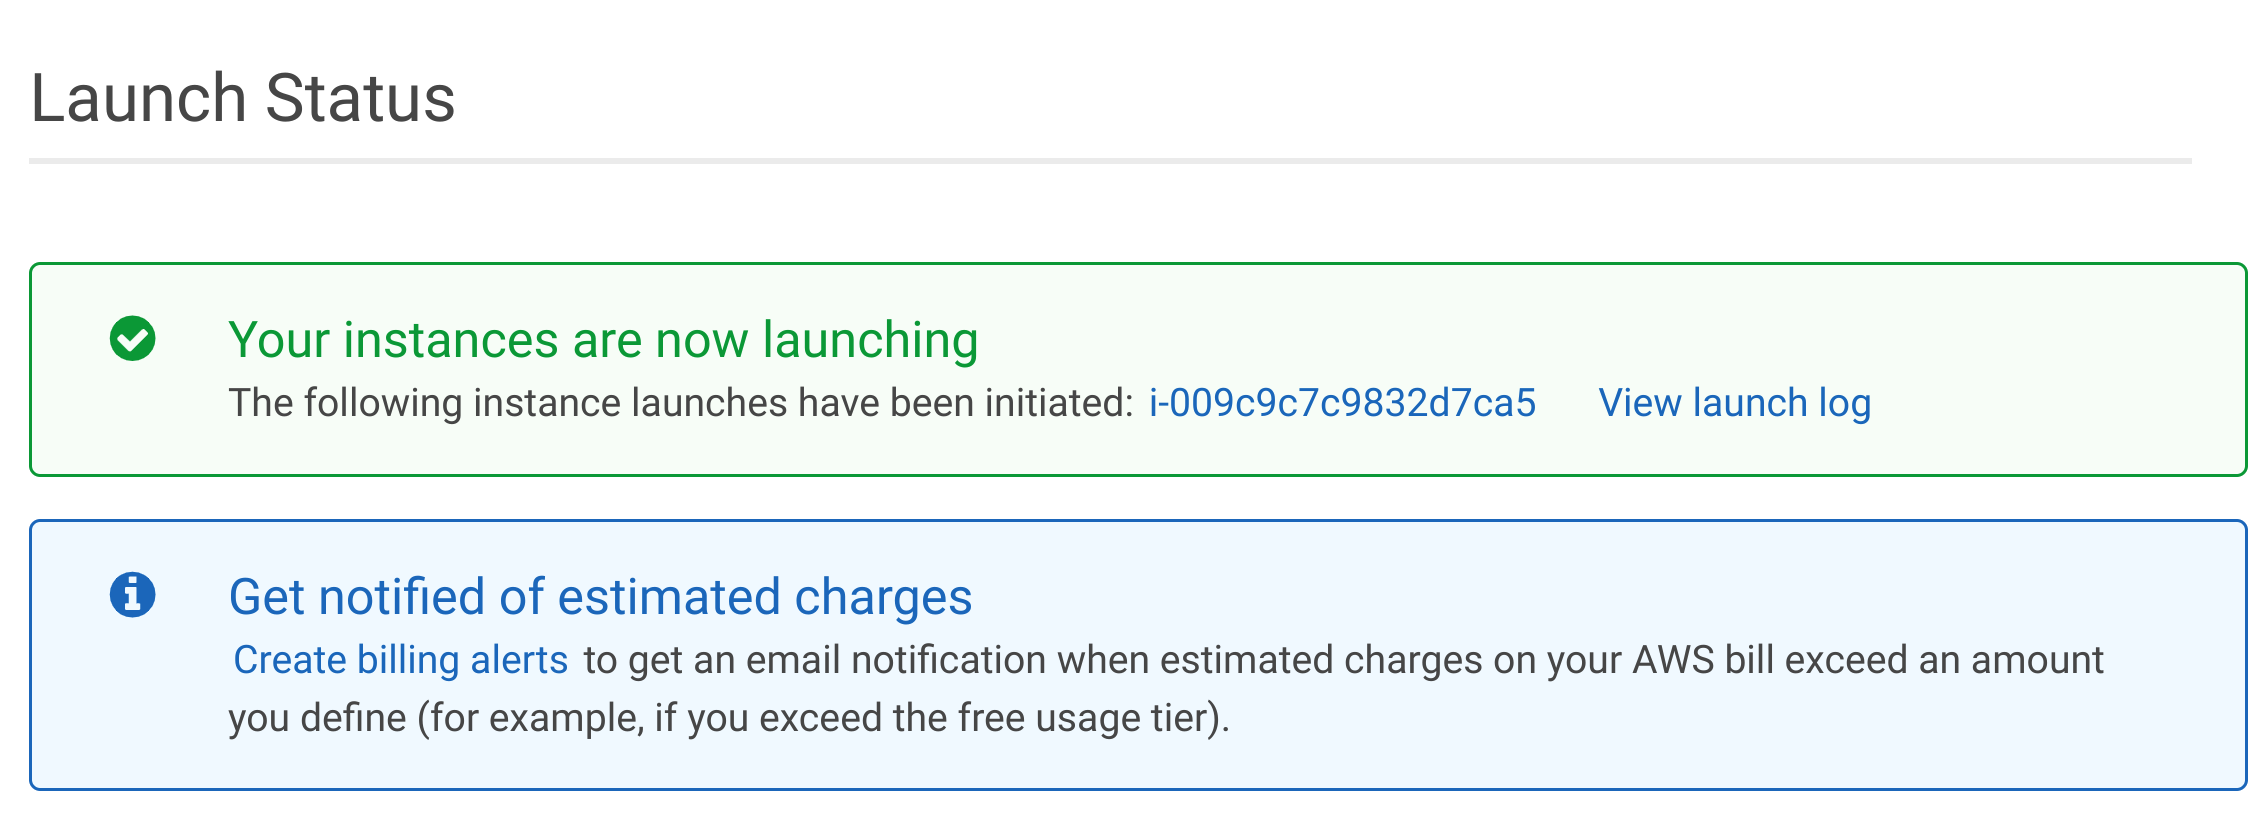 Launch Status
Your instances are now launching
The following instance launches have been initiated: i-009c9c7c9832d7ca5 View launch log
Get notified of estimated charges
Create billing alerts to get an email notification when estimated charges on your AWS bill exceed an amount
you define (for example, if you exceed the free usage tier).